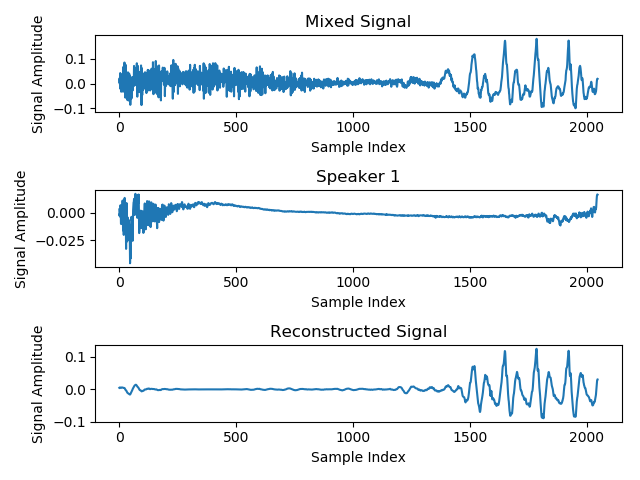 Mixed Signal
Signal Amplitude
0.1
0.0
−0.1
0 500 1000 1500 2000
Sample Index
Speaker 1
Signal Amplitude
0.000
−0.025
0 500 1000 1500 2000
Sample Index
Reconstructed Signal
Signal Amplitude
0.1
0.0
−0.1
0 500 1000 1500 2000
Sample Index